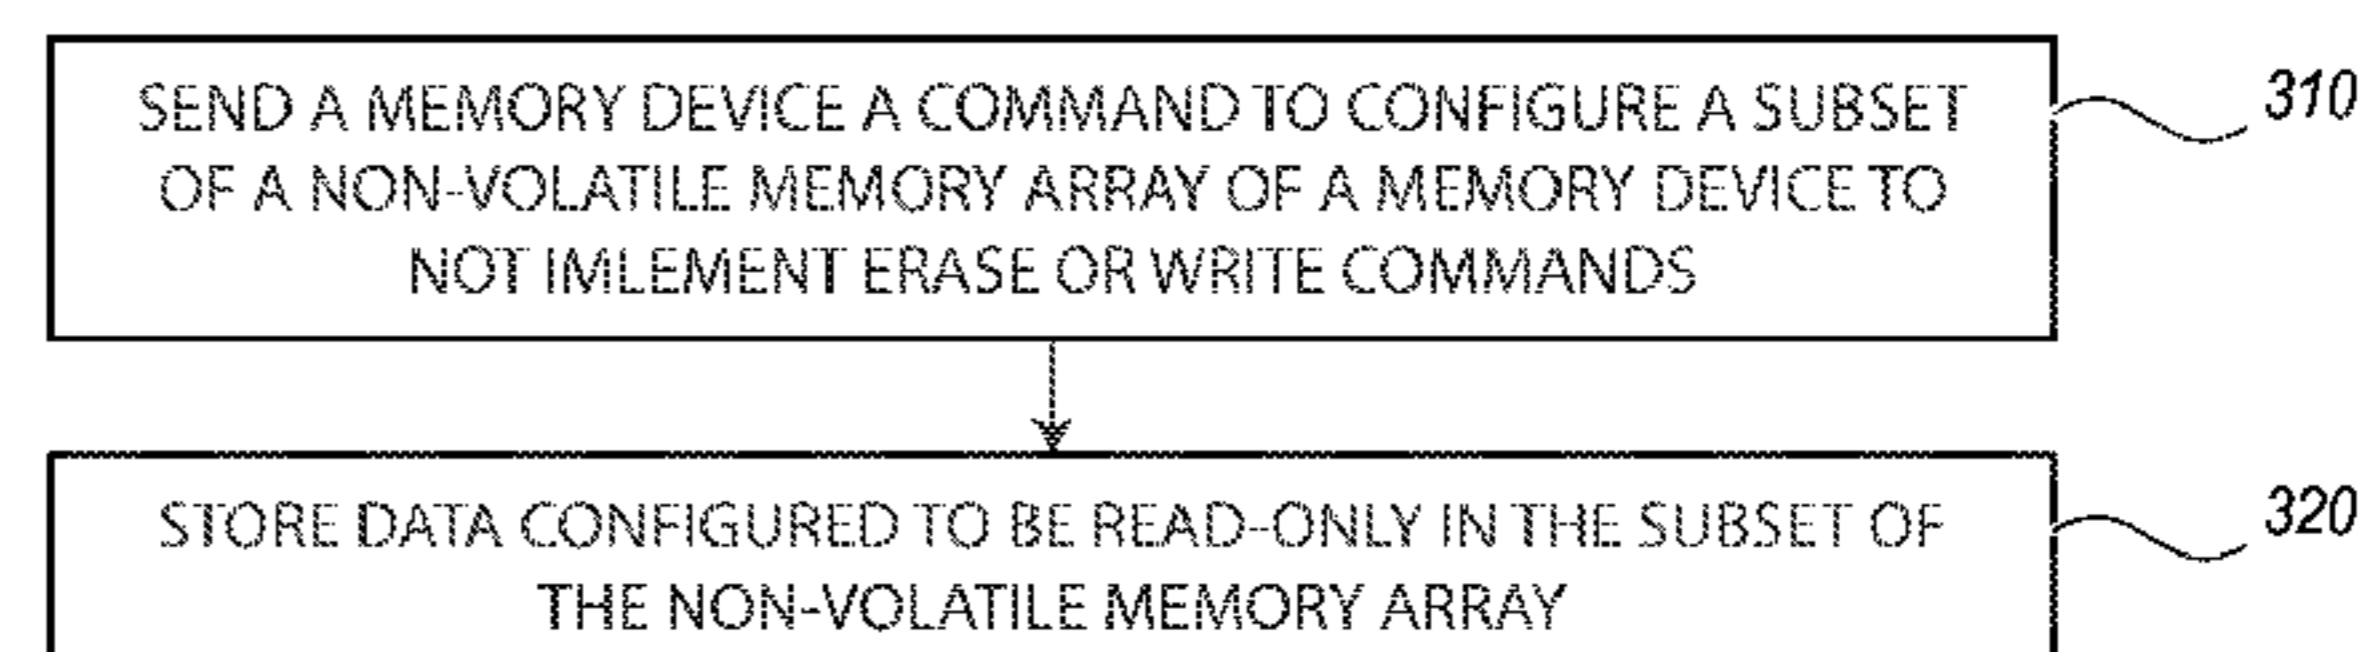 SEND A MEMORY DEVICE A COMMAND TO CONFIGURE A SUBSET
310
OF A NON-VOLATILE MEMORY ARRAY OF A MEMORY DEVICE TO
NOT IMLEMENT ERASE OR WRITE COMMANDS
STORE DATA CONFIGURED TO BE READ-ONLY IN THE SUBSET OF
320
THE NON-VOLATILE MEMORY ARRAY